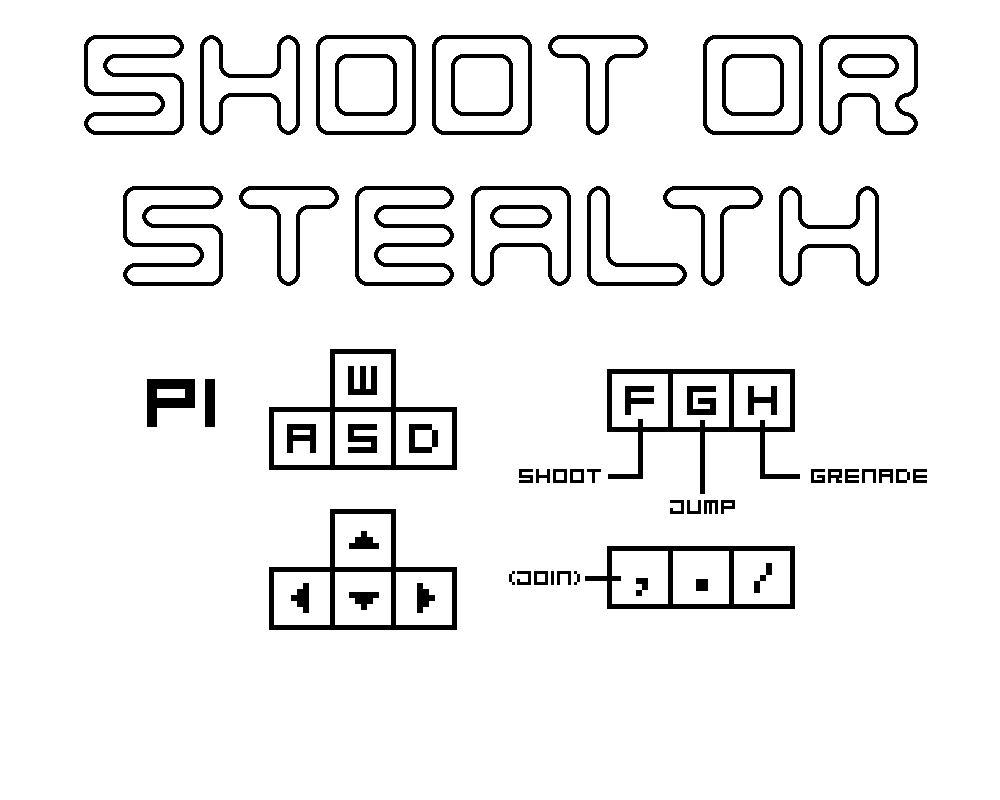 SHOOT OR
STEALTH
P1
W
A S D
F G H
SHOOT
GRENADE
JUMP
(JOIN)
, . /